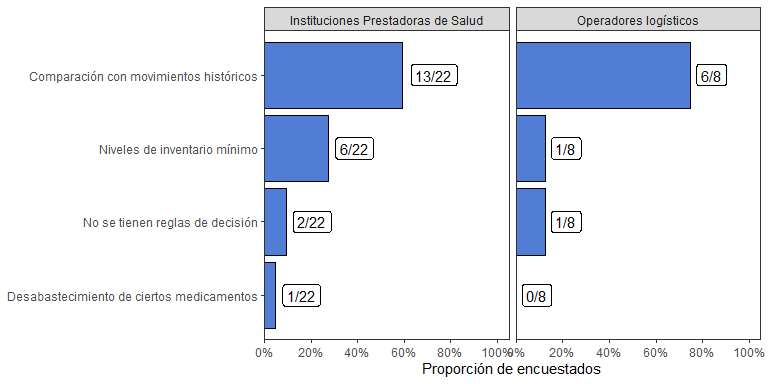 Instituciones Prestadoras de Salud
Operadores logísticos
Comparación con movimientos históricos
13/22
6/8
Niveles de inventario mínimo
6/22
1/8
No se tienen reglas de decisión
2/22
1/8
Desabastecimiento de ciertos medicamentos
1/22
0/8
0% 20% 40% 60% 80% 100%
0% 20% 40% 60% 80% 100%
Proporción de encuestados